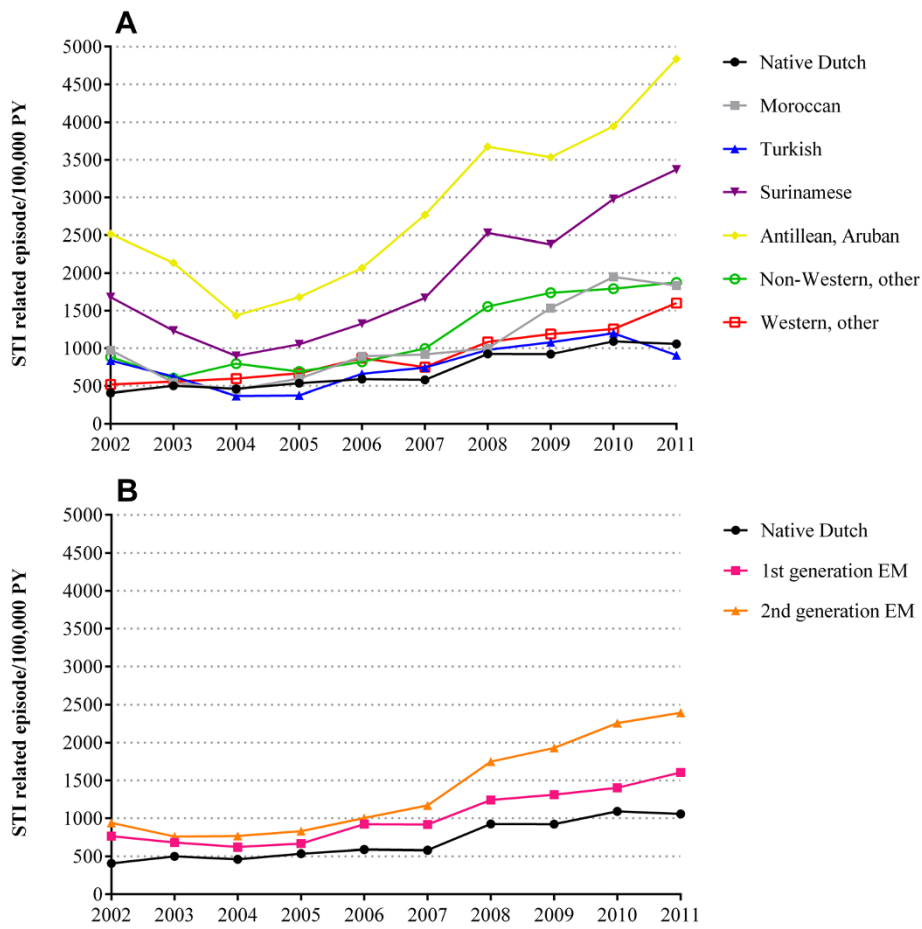 A
STI related episode/100,000 PY
5000
4500
4000
3500
3000
2500
2000
1500
1000
500
0
2002 2003 2004 2005 2006 2007 2008 2009 2010 2011
Native Dutch
Moroccan
Turkish
Surinamese
Antillean, Aruban
Non-Western, other
Western, other
B
STI related episode/100,000 PY
5000
4500
4000
3500
3000
2500
2000
1500
1000
500
0
2002 2003 2004 2005 2006 2007 2008 2009 2010 2011
Native Dutch
1st generation EM
2nd generation EM